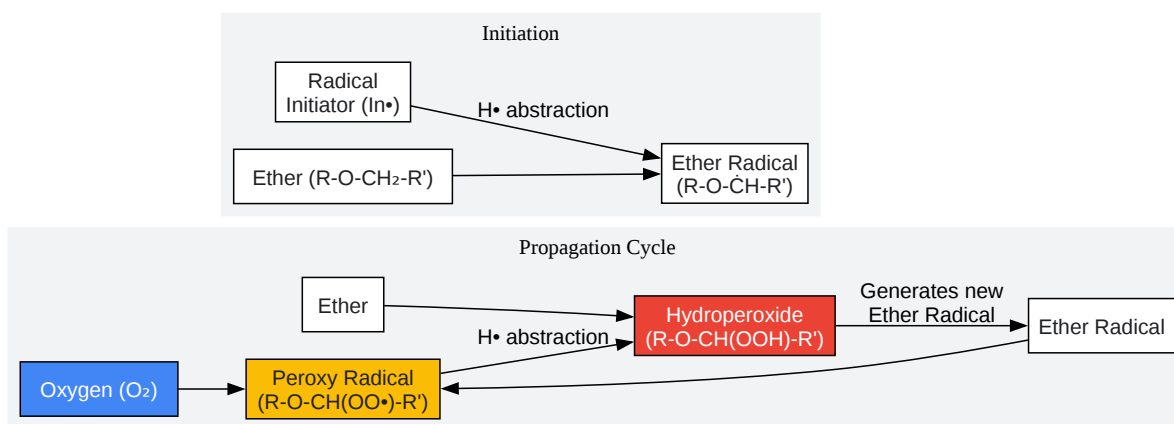 Initiation
Radical
Initiator (In•)
H• abstraction
Ether (R-O-CH₂-R')
Ether Radical
(R-O-ĊH-R')
Propagation Cycle
Ether
Hydroperoxide
(R-O-CH(OOH)-R')
Generates new
Ether Radical
Ether Radical
H• abstraction
Oxygen (O₂)
Peroxy Radical
(R-O-CH(OO•)-R')